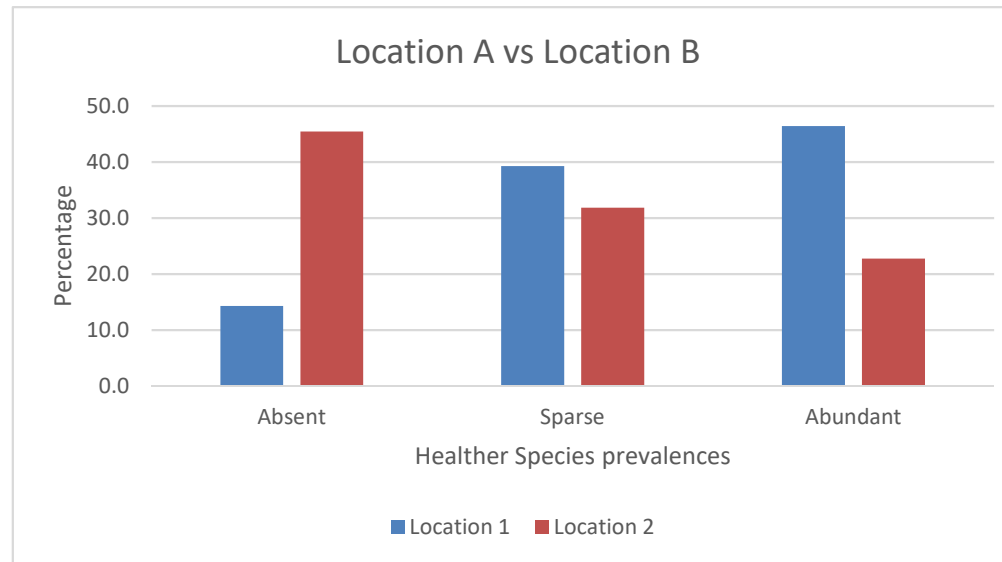 Location A vs Location B
50.0
40.0
30.0
20.0
10.0
0.0
Percentage
Absent Sparse Abundant
Healther Species prevalences
Location 1 Location 2